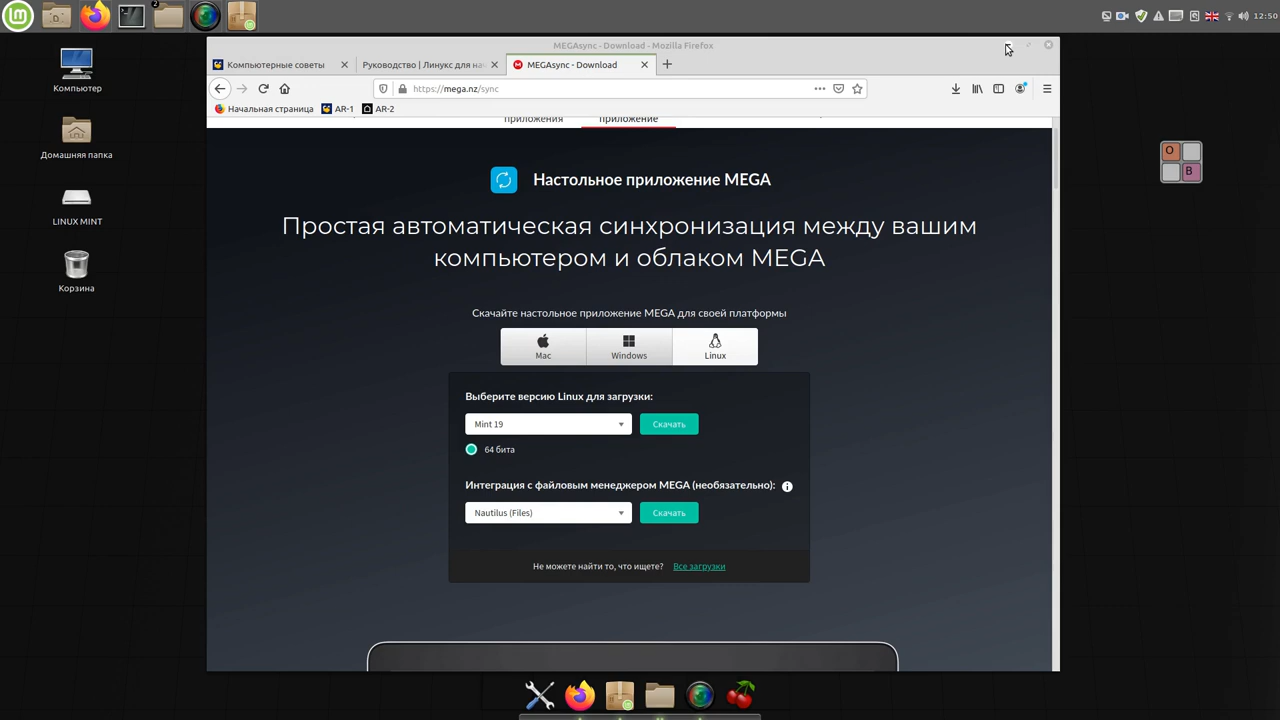 2
12:50
MEGAsync - Download - Mozilla Firefox
Компьютерные советы
Руководство | Линукс для нач
MEGAsync - Download
https://mega.nz/sync
Начальная страница
AR-1
AR-2
приложения
приложение
Компьютер
Домашняя папка
LINUX MINT
Корзина
O
B
Настольное приложение MEGA
Простая автоматическая синхронизация между вашим
компьютером и облаком MEGA
Скачайте настольное приложение MEGA для своей платформы
Mac
Windows
Linux
Выберите версию Linux для загрузки:
Mint 19
Скачать
64 бита
Интеграция с файловым менеджером MEGA (необязательно):
Nautilus (Files)
Скачать
Не можете найти то, что ищете? Все загрузки